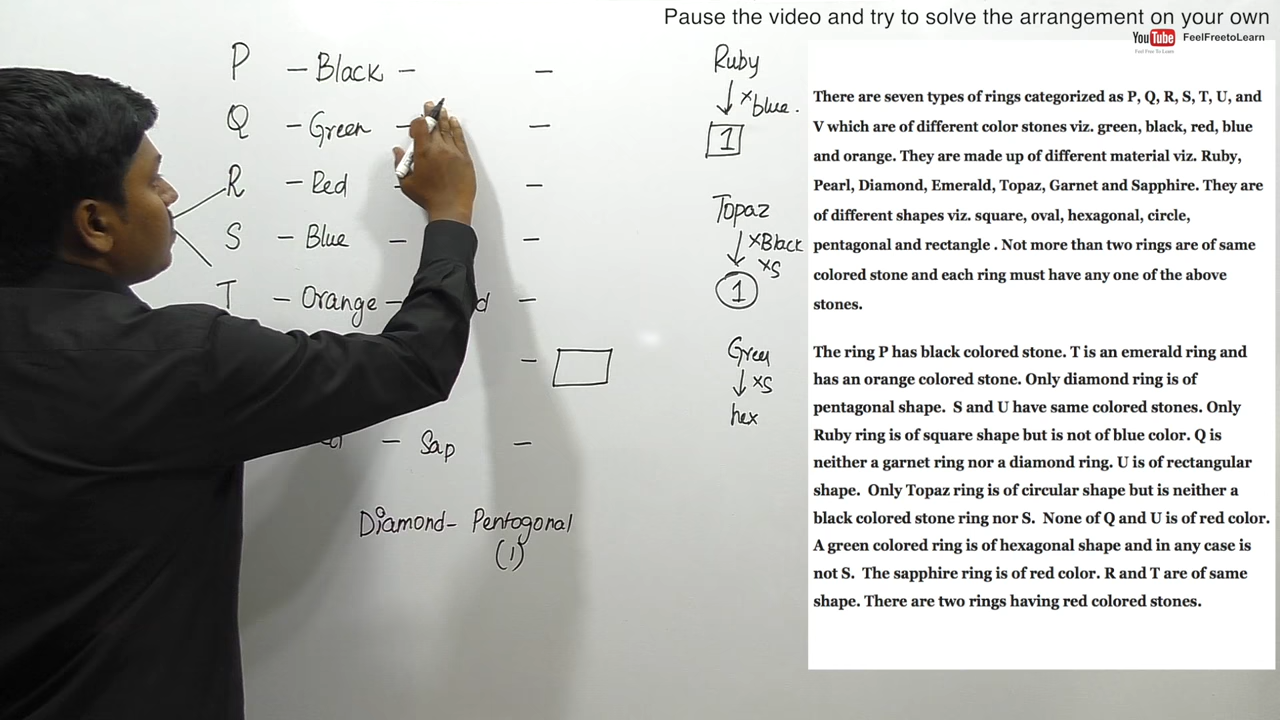 Pause the video and try to solve the arrangement on your own
YouTube FeelFreetoLearn
Feel Free To Learn
P - Black - -
Q - Green - -
R - Red -
S - Blue - -
T - Orange - d -
-
- Sap -
Diamond- Pentogonal
(1)
Ruby
↓ ×blue.
1
Topaz
↓ ×Black
×S
1
Green
↓ ×S
hex
There are seven types of rings categorized as P, Q, R, S, T, U, and
V which are of different color stones viz. green, black, red, blue
and orange. They are made up of different material viz. Ruby,
Pearl, Diamond, Emerald, Topaz, Garnet and Sapphire. They are
of different shapes viz. square, oval, hexagonal, circle,
pentagonal and rectangle . Not more than two rings are of same
colored stone and each ring must have any one of the above
stones.
The ring P has black colored stone. T is an emerald ring and
has an orange colored stone. Only diamond ring is of
pentagonal shape. S and U have same colored stones. Only
Ruby ring is of square shape but is not of blue color. Q is
neither a garnet ring nor a diamond ring. U is of rectangular
shape. Only Topaz ring is of circular shape but is neither a
black colored stone ring nor S. None of Q and U is of red color.
A green colored ring is of hexagonal shape and in any case is
not S. The sapphire ring is of red color. R and T are of same
shape. There are two rings having red colored stones.